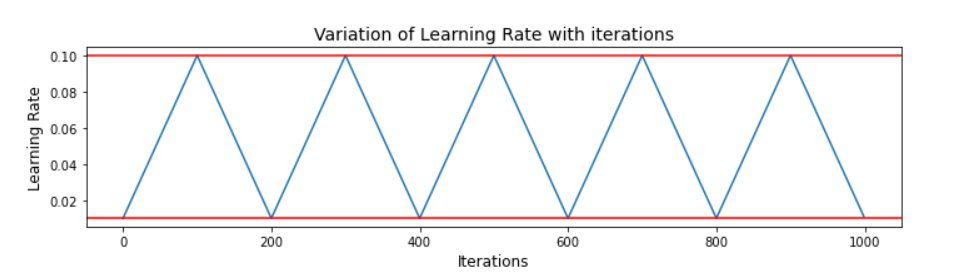 Variation of Learning Rate with iterations
0.10
0.08
0.06
0.04
0.02
Learning Rate
0 200 400 600 800 1000
Iterations